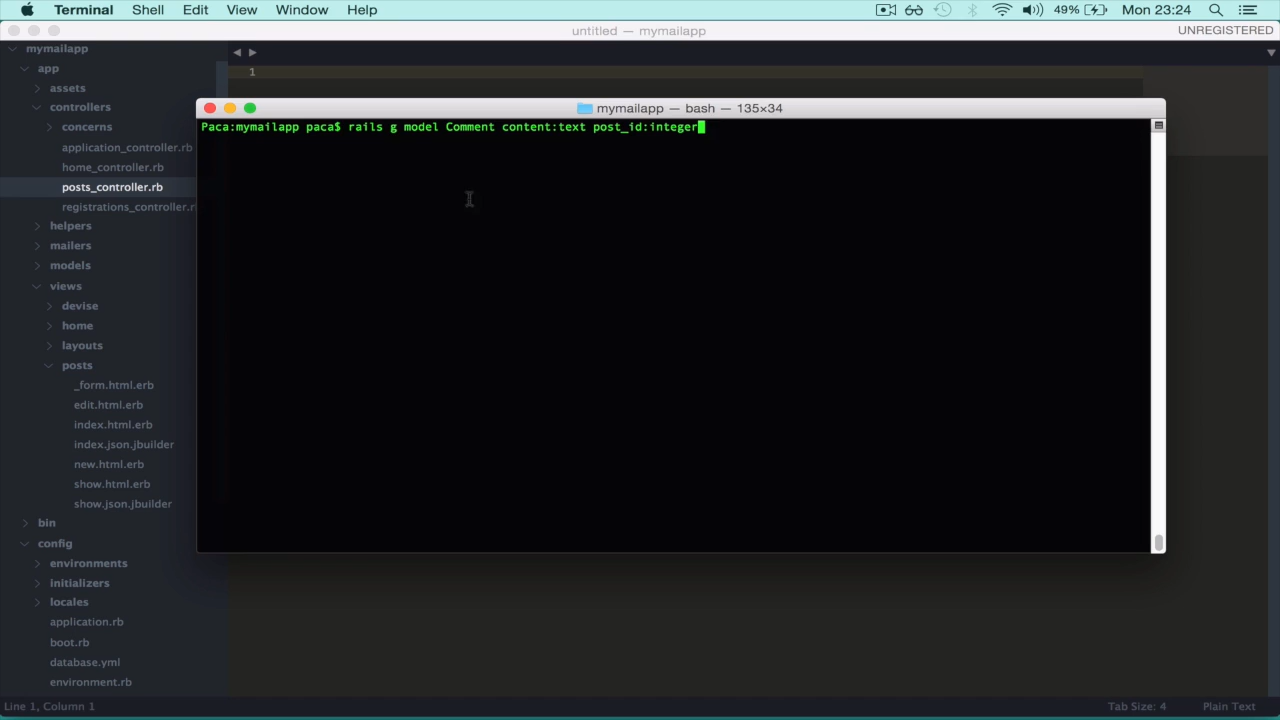 Terminal Shell Edit View Window Help 49% Mon 23:24
untitled — mymailapp UNREGISTERED
mymailapp
app
1
assets
controllers
mymailapp — bash — 135×34
concerns
Paca:mymailapp paca$ rails g model Comment content:text post_id:integer
application_controller.rb
home_controller.rb
posts_controller.rb
registrations_controller.r
helpers
mailers
models
views
devise
home
layouts
posts
_form.html.erb
edit.html.erb
index.html.erb
index.json.jbuilder
new.html.erb
show.html.erb
show.json.jbuilder
bin
config
environments
initializers
locales
application.rb
boot.rb
database.yml
environment.rb
Line 1, Column 1 Tab Size: 4 Plain Text